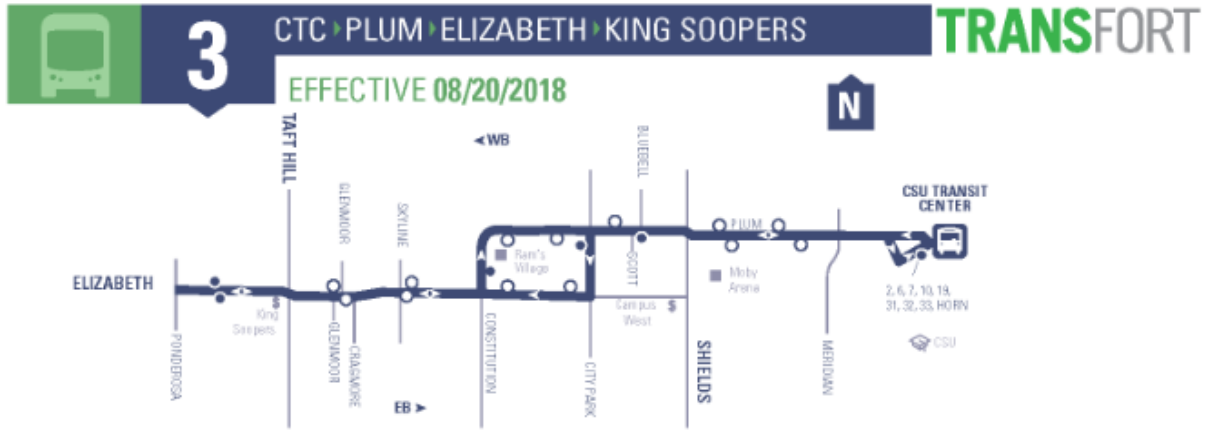 3
CTC ▸ PLUM ▸ ELIZABETH ▸ KING SOOPERS
TRANSFORT
EFFECTIVE 08/20/2018
N
TAFT HILL
WB
BLUEBELL
GLENMOOR
SKYLINE
CSU TRANSIT
CENTER
PLUM
Ram's
Village
SCOTT
Moby
Arena
ELIZABETH
2, 6, 7, 10, 19,
31, 32, 33, HORN
King
Soopers
Campus
West
CSU
PONDEROSA
GLENMOOR
CRAGMORE
CONSTITUTION
CITY PARK
SHIELDS
MERIDIAN
EB